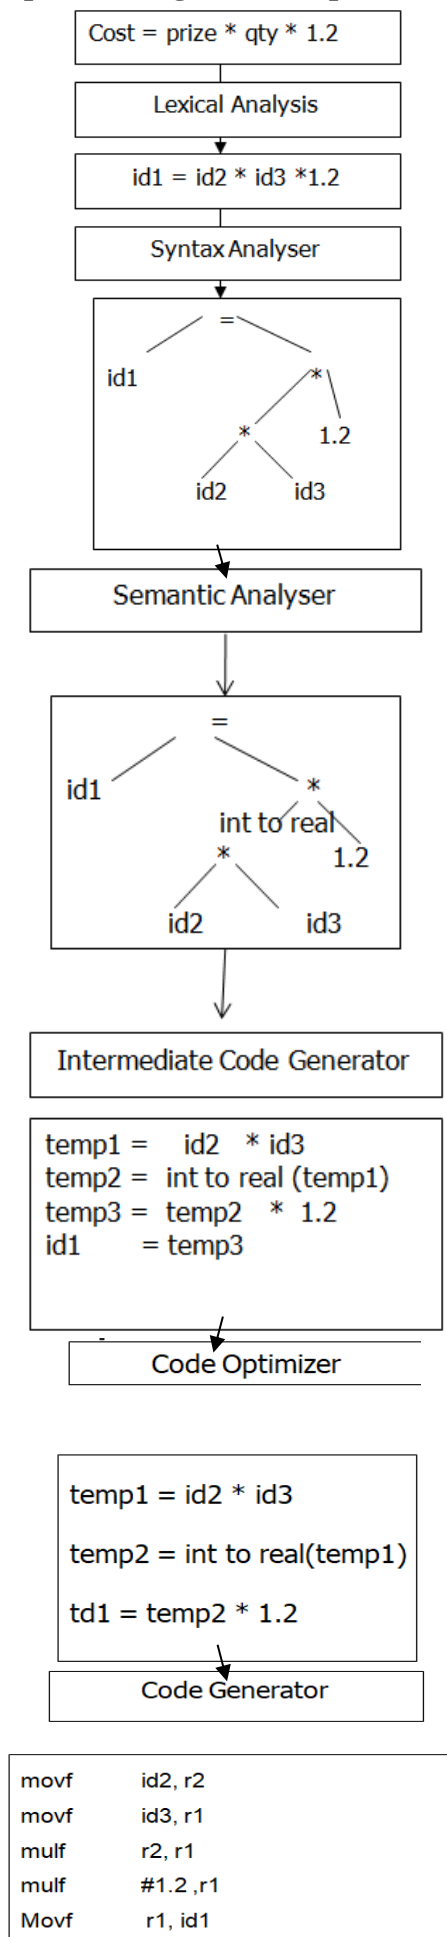 Cost = prize * qty * 1.2
Lexical Analysis
id1 = id2 * id3 *1.2
Syntax Analyser
=
id1 *
* 1.2
id2 id3
Semantic Analyser
=
id1 *
int to real
* 1.2
id2 id3
Intermediate Code Generator
temp1 = id2 * id3
temp2 = int to real (temp1)
temp3 = temp2 * 1.2
id1 = temp3
Code Optimizer
temp1 = id2 * id3
temp2 = int to real(temp1)
td1 = temp2 * 1.2
Code Generator
movf id2, r2
movf id3, r1
mulf r2, r1
mulf #1.2 ,r1
Movf r1, id1